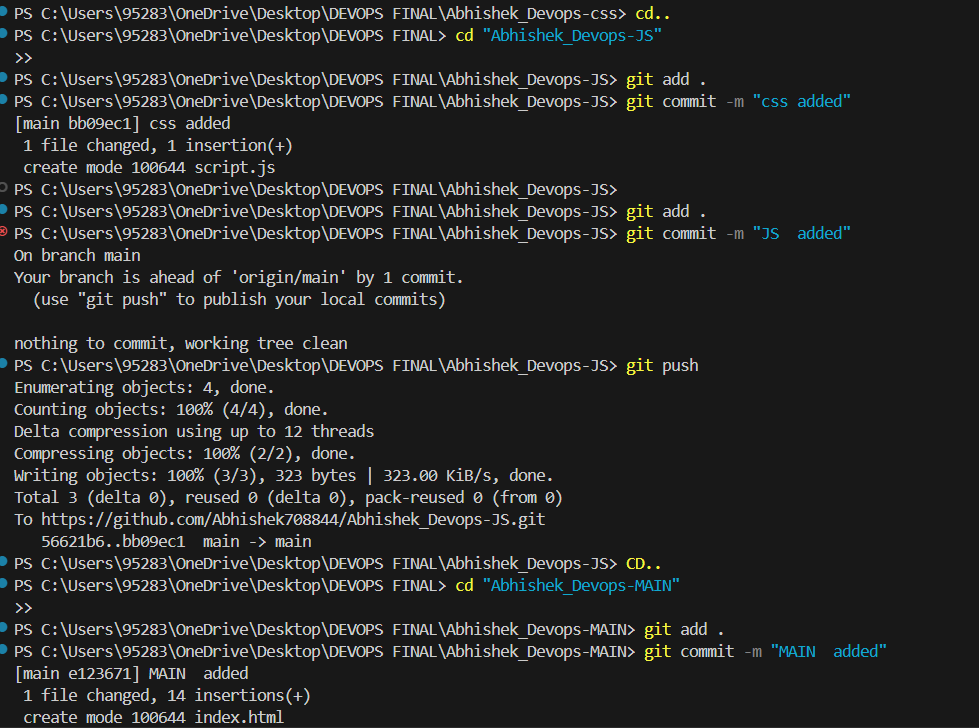 PS C:\Users\95283\OneDrive\Desktop\DEVOPS FINAL\Abhishek_Devops-css> cd..
PS C:\Users\95283\OneDrive\Desktop\DEVOPS FINAL> cd "Abhishek_Devops-JS"
>>
PS C:\Users\95283\OneDrive\Desktop\DEVOPS FINAL\Abhishek_Devops-JS> git add .
PS C:\Users\95283\OneDrive\Desktop\DEVOPS FINAL\Abhishek_Devops-JS> git commit -m "css added"
[main bb09ec1] css added
 1 file changed, 1 insertion(+)
 create mode 100644 script.js
PS C:\Users\95283\OneDrive\Desktop\DEVOPS FINAL\Abhishek_Devops-JS>
PS C:\Users\95283\OneDrive\Desktop\DEVOPS FINAL\Abhishek_Devops-JS> git add .
PS C:\Users\95283\OneDrive\Desktop\DEVOPS FINAL\Abhishek_Devops-JS> git commit -m "JS  added"
On branch main
Your branch is ahead of 'origin/main' by 1 commit.
  (use "git push" to publish your local commits)

nothing to commit, working tree clean
PS C:\Users\95283\OneDrive\Desktop\DEVOPS FINAL\Abhishek_Devops-JS> git push
Enumerating objects: 4, done.
Counting objects: 100% (4/4), done.
Delta compression using up to 12 threads
Compressing objects: 100% (2/2), done.
Writing objects: 100% (3/3), 323 bytes | 323.00 KiB/s, done.
Total 3 (delta 0), reused 0 (delta 0), pack-reused 0 (from 0)
To https://github.com/Abhishek708844/Abhishek_Devops-JS.git
   56621b6..bb09ec1  main -> main
PS C:\Users\95283\OneDrive\Desktop\DEVOPS FINAL\Abhishek_Devops-JS> CD..
PS C:\Users\95283\OneDrive\Desktop\DEVOPS FINAL> cd "Abhishek_Devops-MAIN"
>>
PS C:\Users\95283\OneDrive\Desktop\DEVOPS FINAL\Abhishek_Devops-MAIN> git add .
PS C:\Users\95283\OneDrive\Desktop\DEVOPS FINAL\Abhishek_Devops-MAIN> git commit -m "MAIN  added"
[main e123671] MAIN  added
 1 file changed, 14 insertions(+)
 create mode 100644 index.html